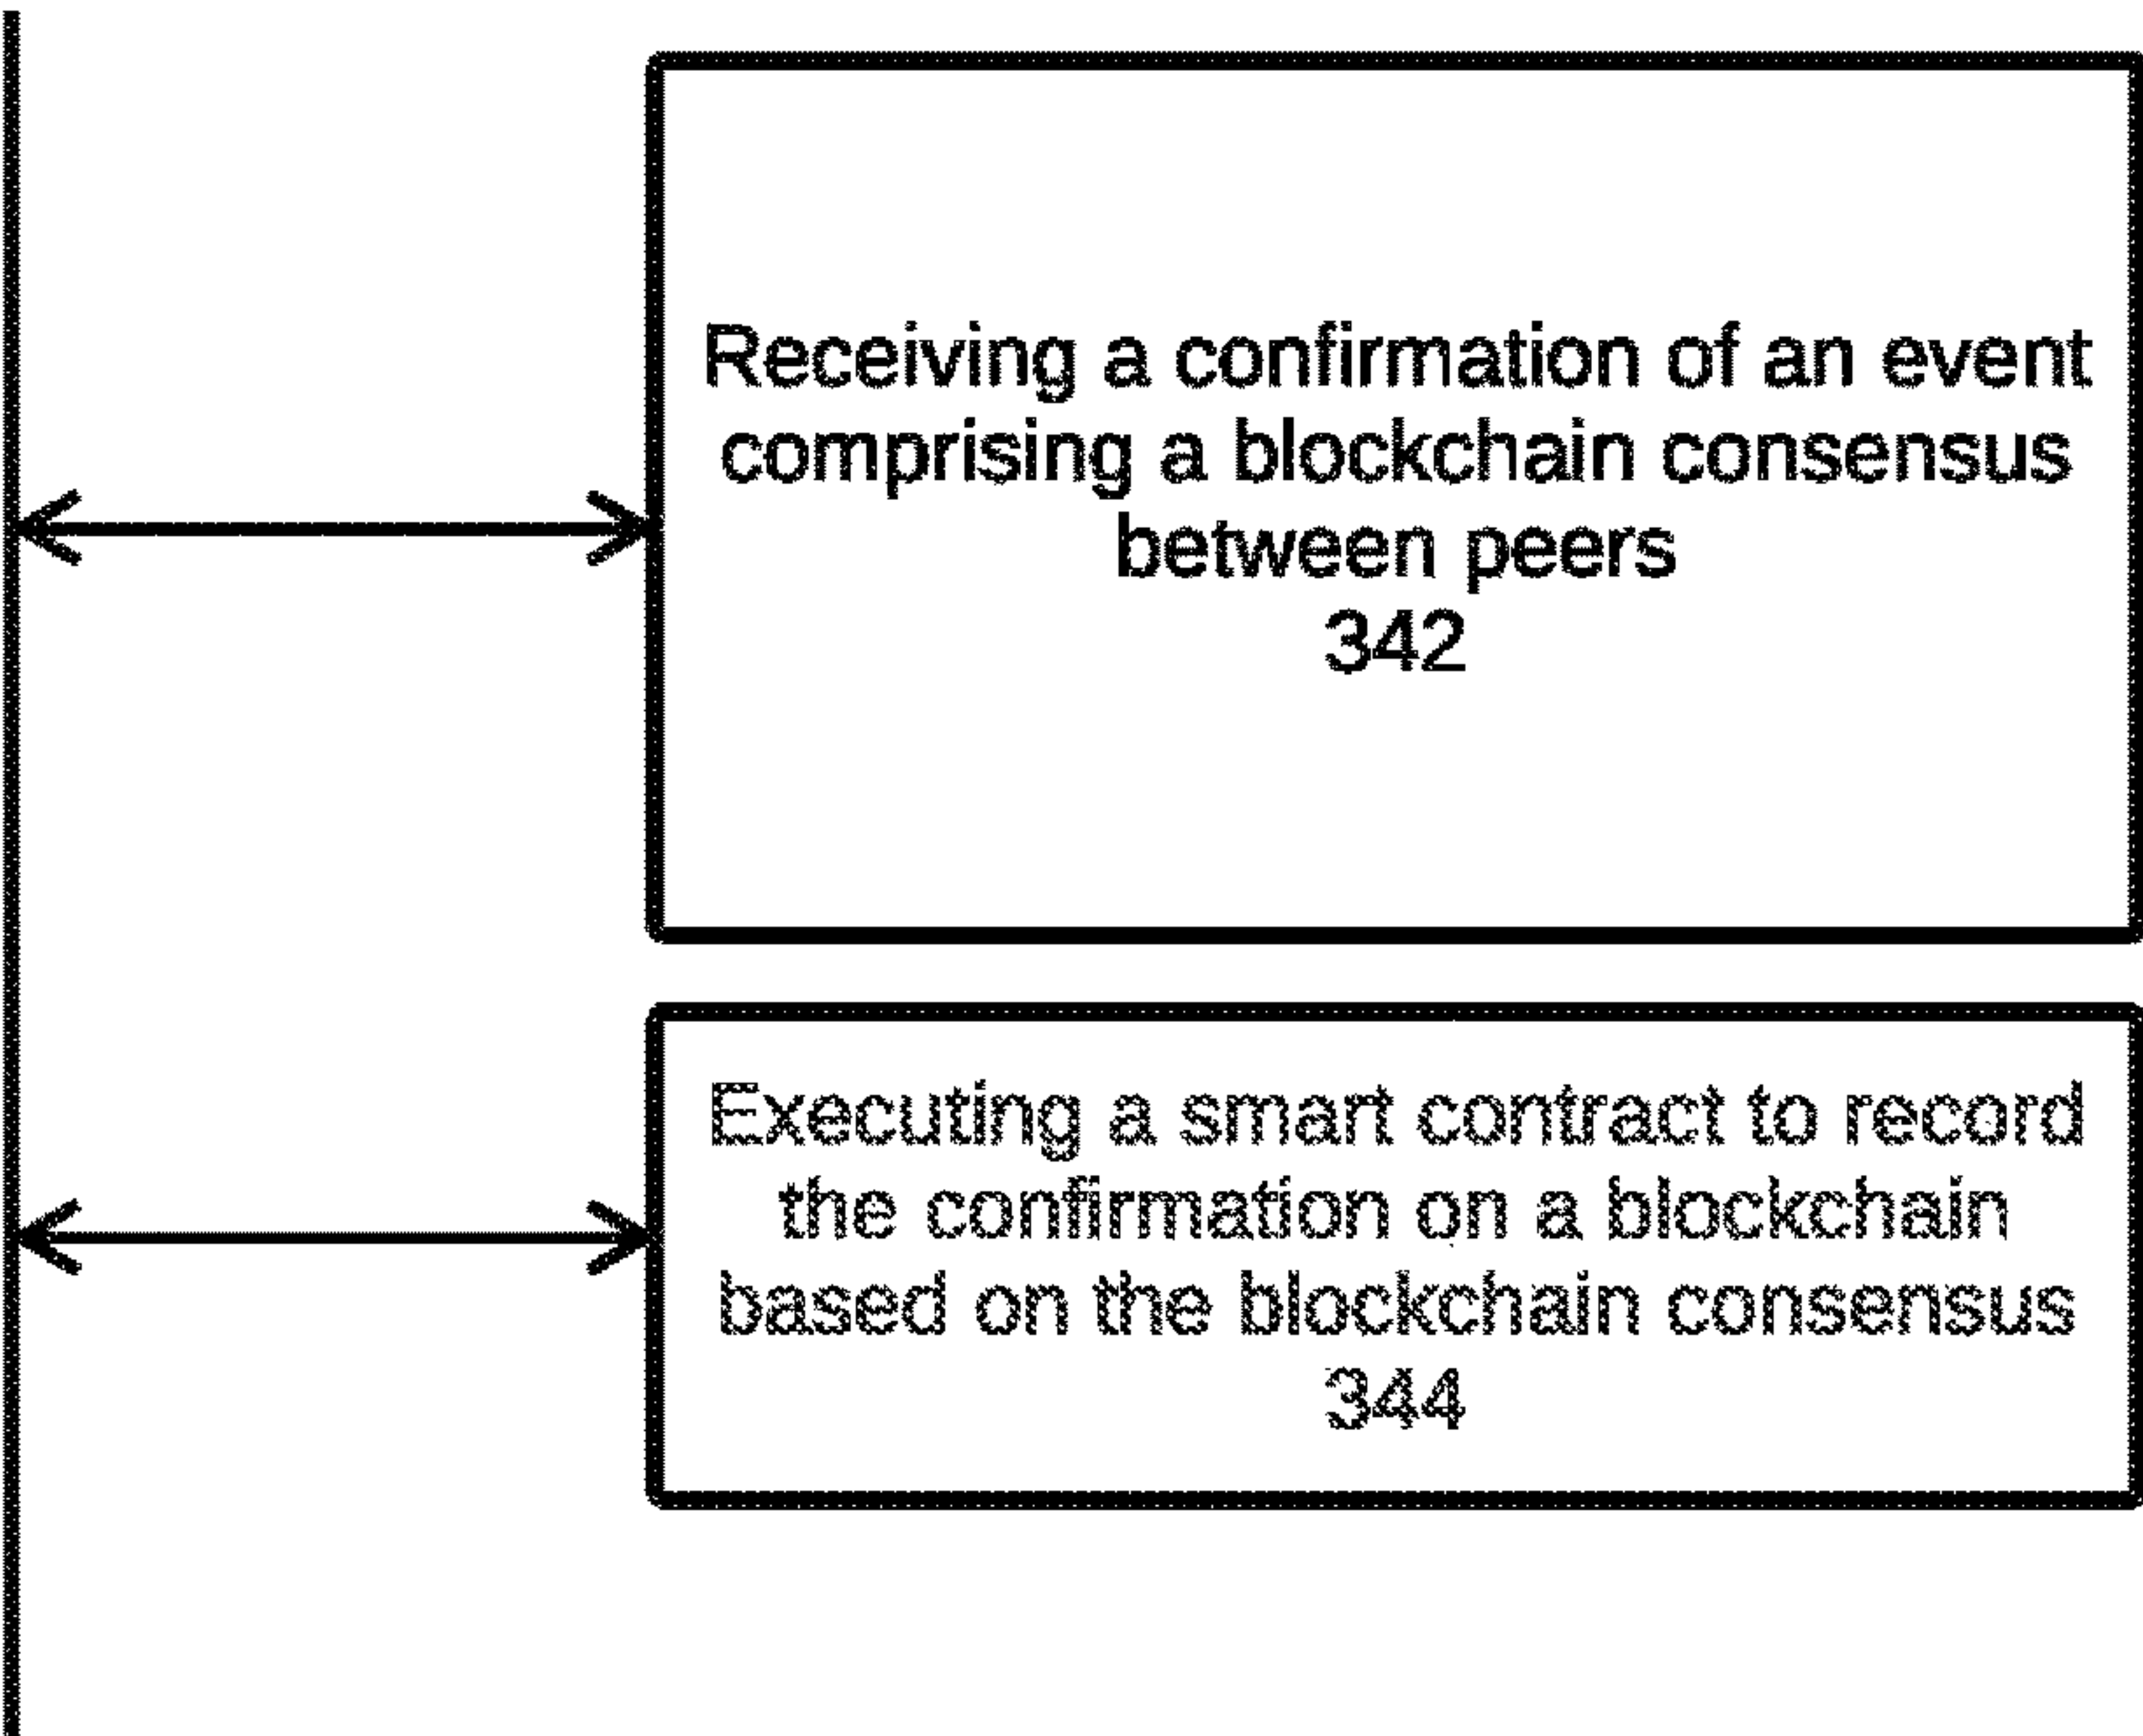 Receiving a confirmation of an event
comprising a blockchain consensus
between peers
342
Executing a smart contract to record
the confirmation on a blockchain
based on the blockchain consensus
344